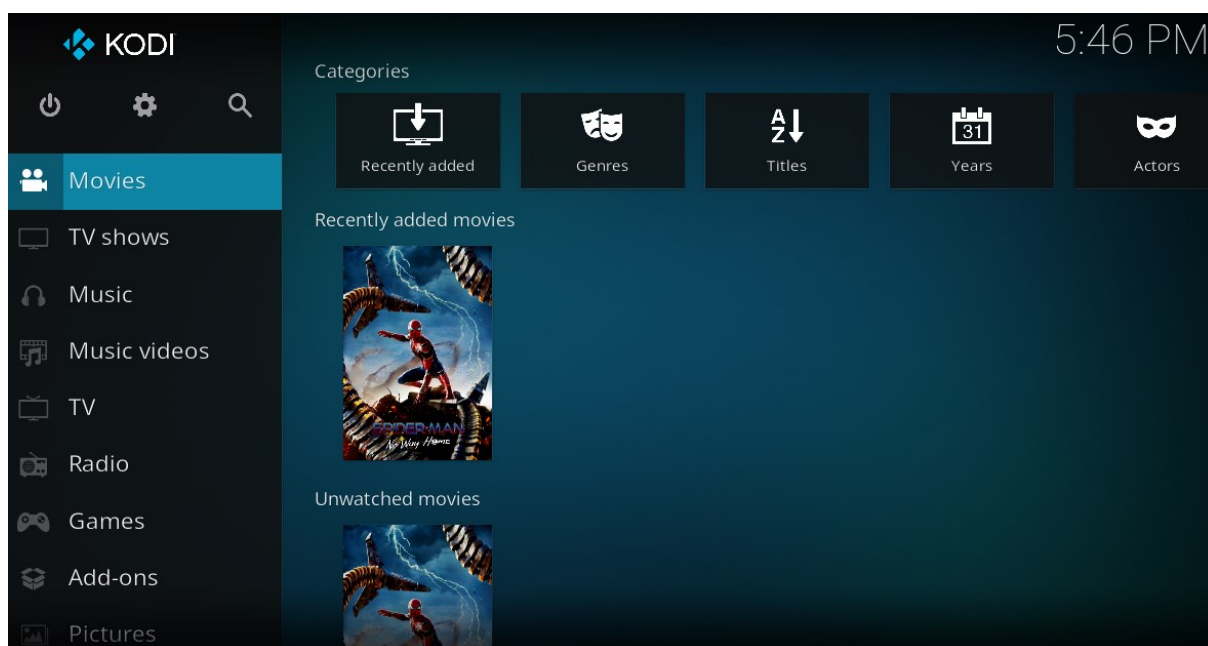 KODI
5:46 PM
Categories
Recently added
Genres
A
Z
Titles
31
Years
Actors
Movies
TV shows
Music
Music videos
TV
Radio
Games
Add-ons
Pictures
Recently added movies
SPIDER-MAN
No Way Home
Unwatched movies